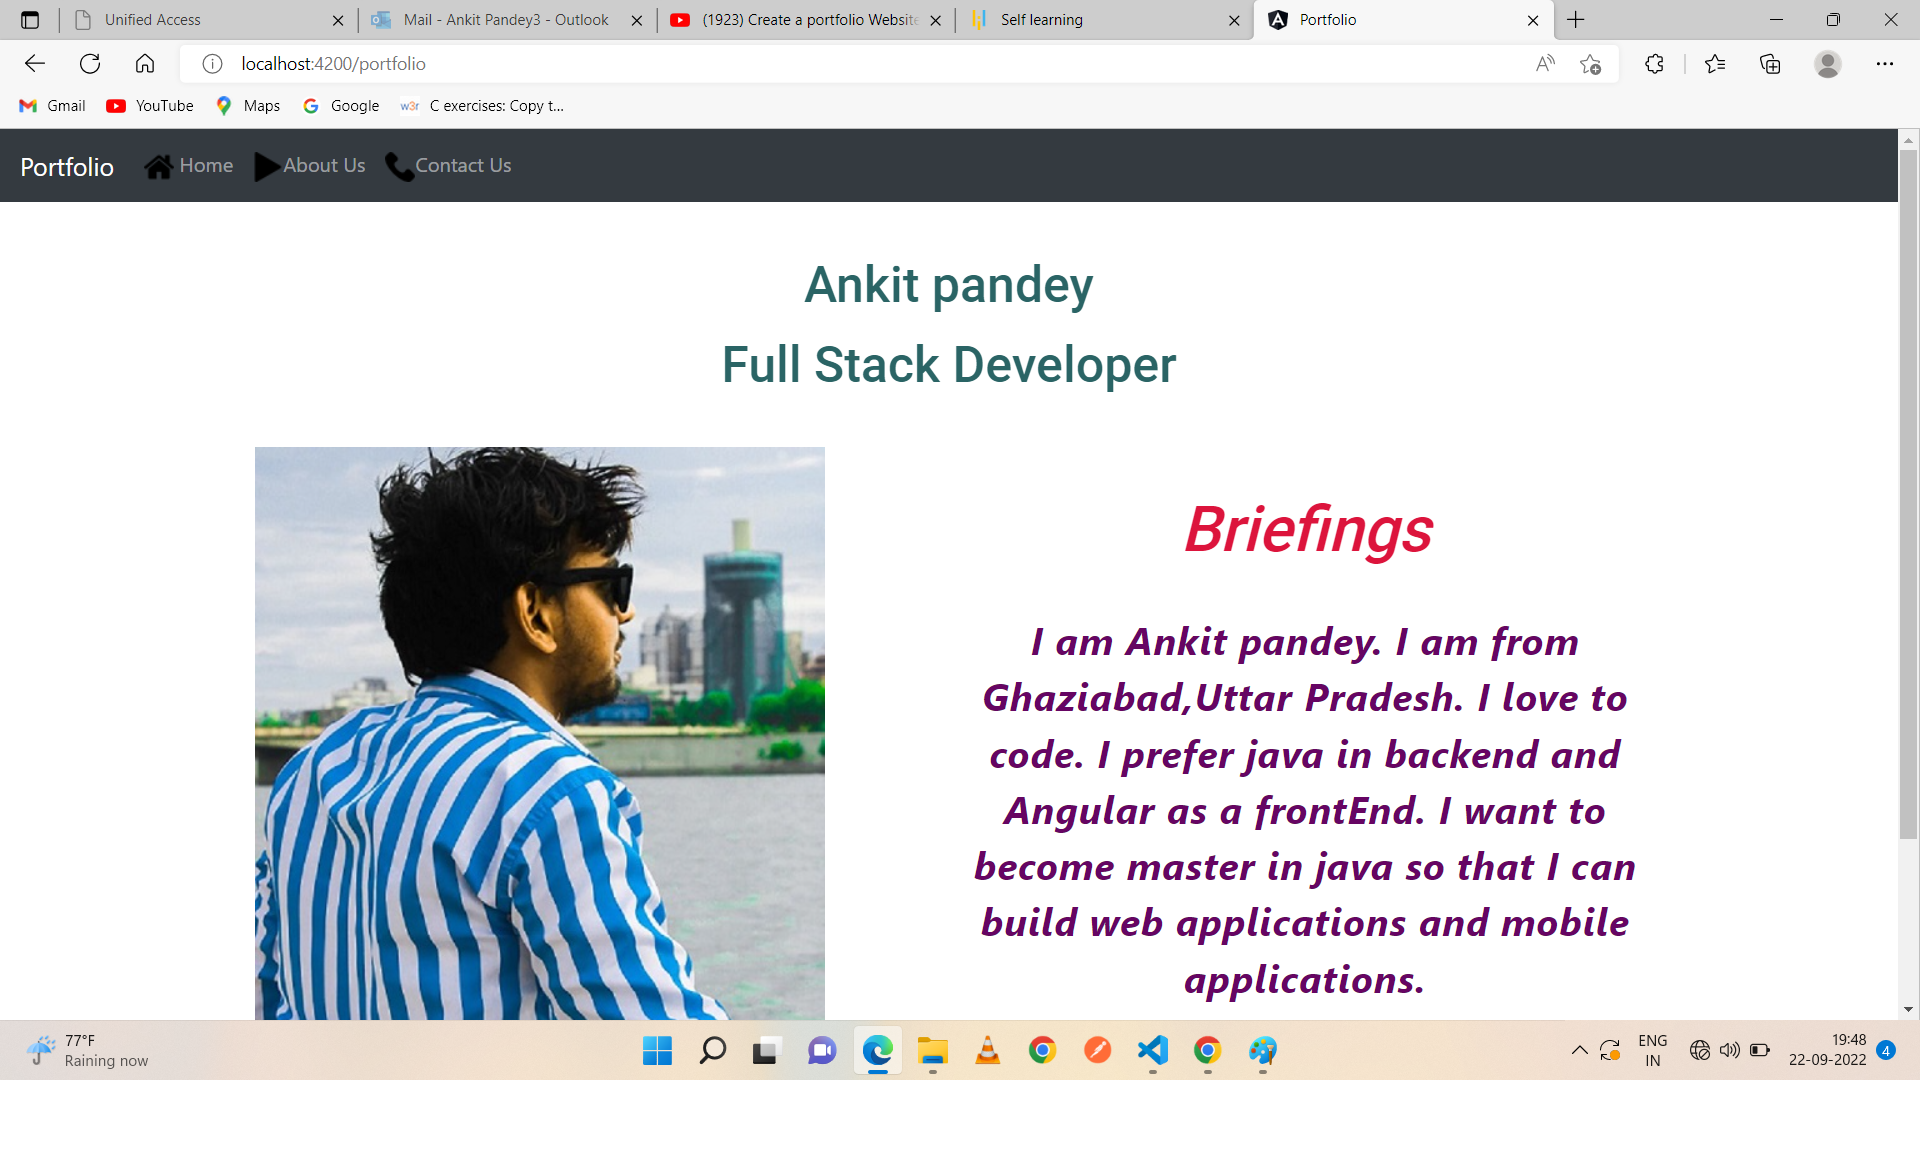 Unified Access
Mail - Ankit Pandey3 - Outlook
(1923) Create a portfolio Website
Self learning
Portfolio
localhost:4200/portfolio
Gmail
YouTube
Maps
Google
w3r
C exercises: Copy t...
Portfolio
Home
About Us
Contact Us
Ankit pandey
Full Stack Developer
Briefings
I am Ankit pandey. I am from
Ghaziabad,Uttar Pradesh. I love to
code. I prefer java in backend and
Angular as a frontEnd. I want to
become master in java so that I can
build web applications and mobile
applications.
77°F
Raining now
ENG
IN
19:48
22-09-2022
4